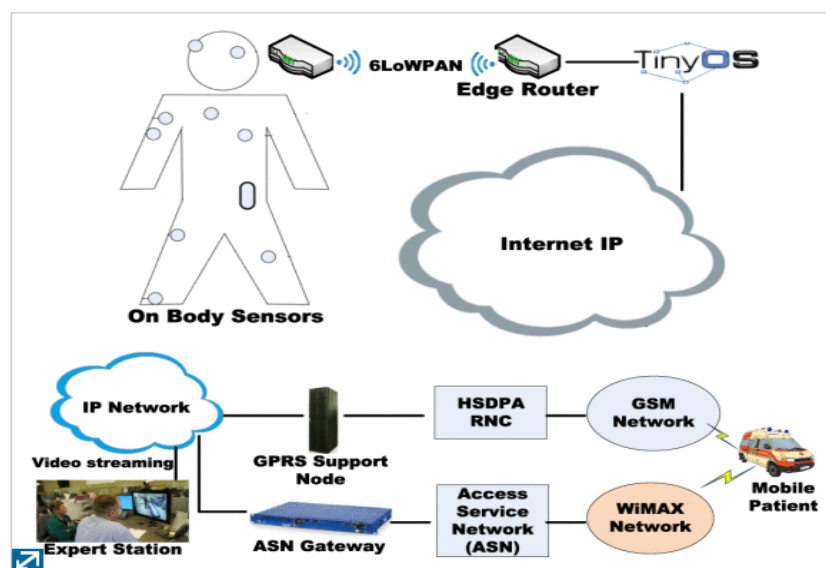 6LoWPAN
Edge Router
TinyOS
Internet IP
On Body Sensors
IP Network
HSDPA
RNC
GSM
Network
Video streaming
GPRS Support
Node
Mobile
Patient
Expert Station
ASN Gateway
Access
Service
Network
(ASN)
WiMAX
Network